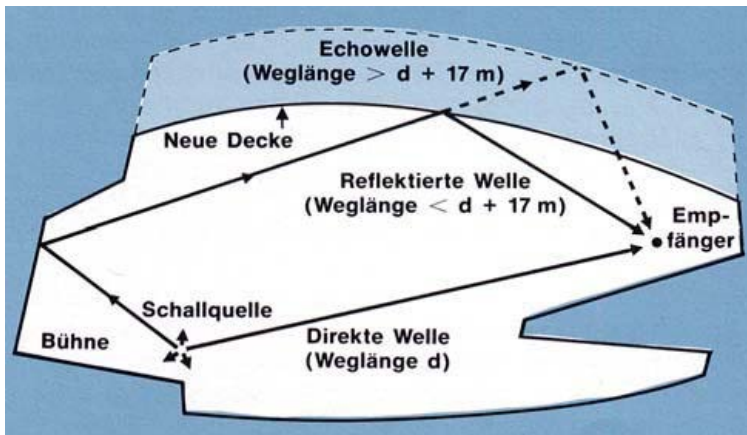 Echowelle
(Weglänge > d + 17 m)
Neue Decke
Reflektierte Welle
(Weglänge < d + 17 m)
Emp-
fänger
Schallquelle
Bühne
Direkte Welle
(Weglänge d)